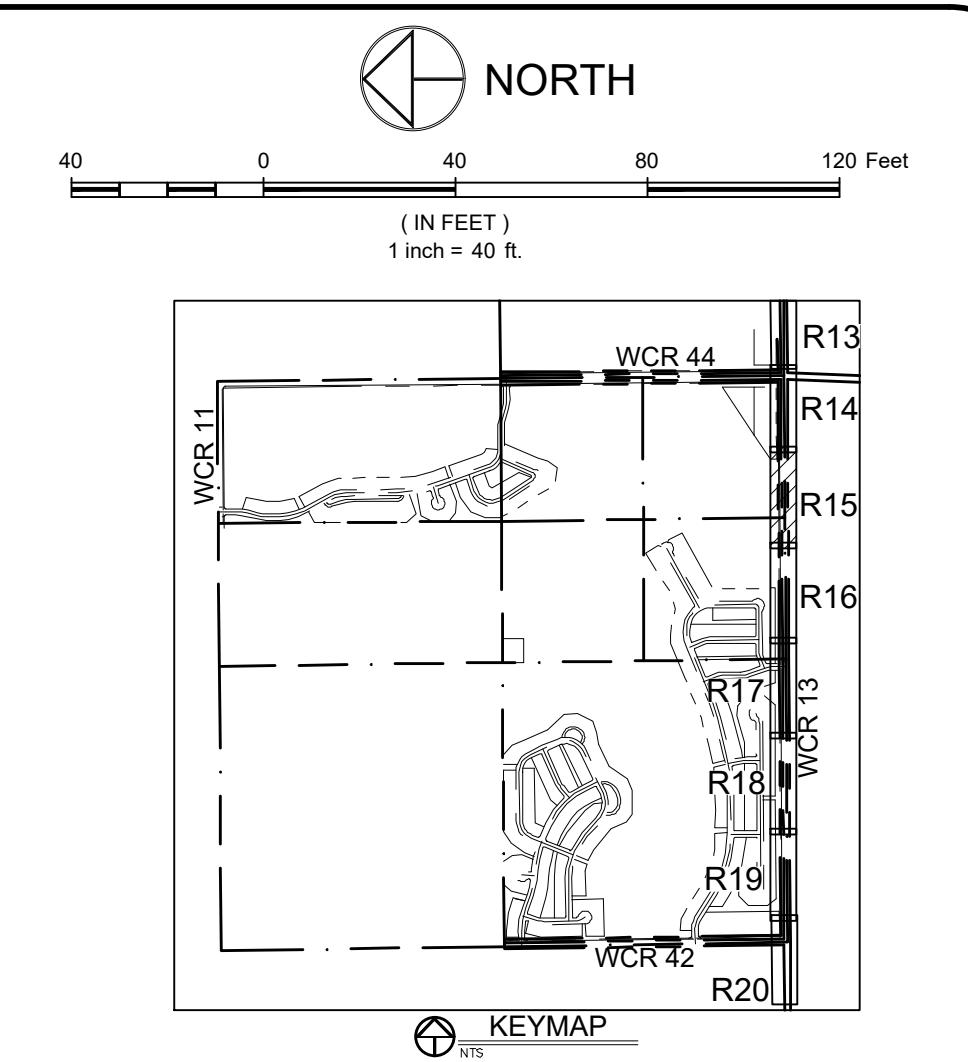 NORTH
40 0 40 80 120 Feet
( IN FEET )
1 inch = 40 ft.
R13
WCR 44
R14
WCR 11
R15
R16
R17
WCR 13
R18
R19
WCR 42
R20
KEYMAP
NTS